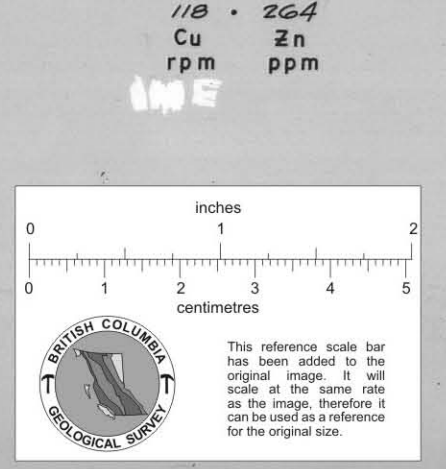 118 · 264
Cu Zn
rpm ppm
inches
0 1 2
0 1 2 3 4 5
centimetres
BRITISH COLUMBIA
GEOLOGICAL SURVEY
This reference scale bar
has been added to the
original image. It will
scale at the same rate
as the image, therefore it
can be used as a reference
for the original size.